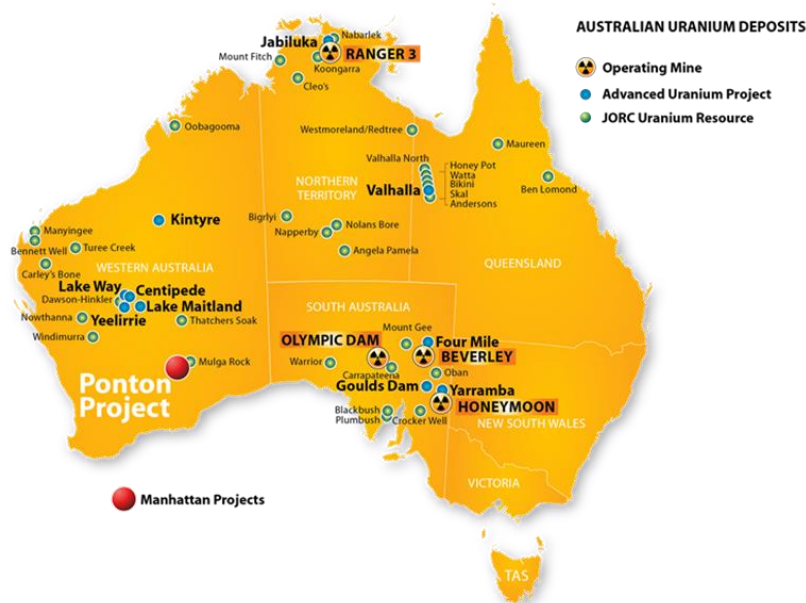 AUSTRALIAN URANIUM DEPOSITS
Operating Mine
Advanced Uranium Project
JORC Uranium Resource
Nabarlek
Jabiluka
RANGER 3
Mount Fitch
Koongarra
Cleo's
Oobagooma
Westmoreland/Redtree
Maureen
Valhalla North
Honey Pot
Watta
Bikini
Skal
Andersons
Valhalla
Ben Lomond
NORTHERN
TERRITORY
Kintyre
Bigrlyi
Nolans Bore
Napperby
Angela Pamela
Manyingee
Bennett Well
Turee Creek
Carley's Bone
WESTERN AUSTRALIA
QUEENSLAND
Lake Way
Centipede
Dawson-Hinkler
Lake Maitland
Nowthanna
Yeelirrie
Thatchers Soak
Windimurra
SOUTH AUSTRALIA
Mount Gee
OLYMPIC DAM
Four Mile
BEVERLEY
Warrior
Carrapateena
Oban
Mulga Rock
Ponton
Project
Goulds Dam
Yarramba
HONEYMOON
Blackbush
Plumbush
Crocker Well
NEW SOUTH WALES
VICTORIA
Manhattan Projects
TAS